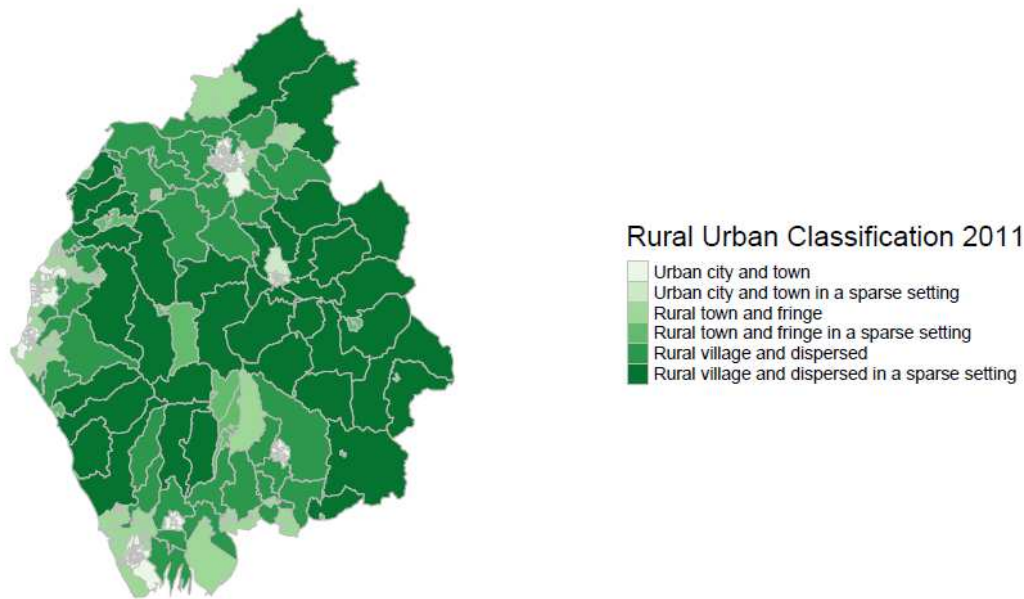 Rural Urban Classification 2011
Urban city and town
Urban city and town in a sparse setting
Rural town and fringe
Rural town and fringe in a sparse setting
Rural village and dispersed
Rural village and dispersed in a sparse setting